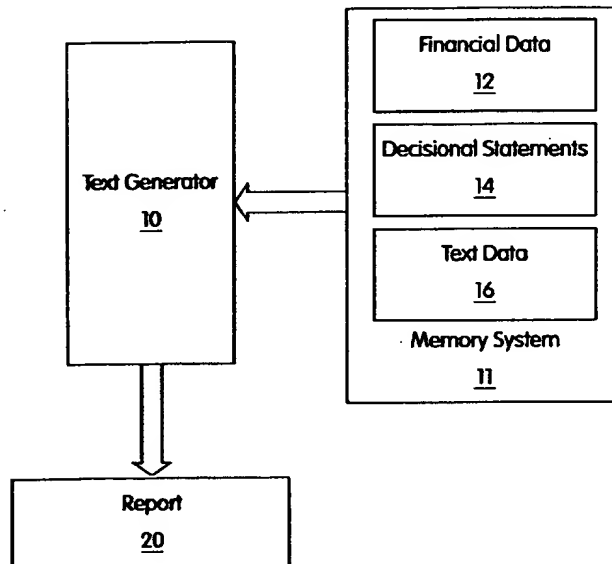 Financial Data
12
Decisional Statements
14
Text Data
16
Memory System
11
Text Generator
10
Report
20